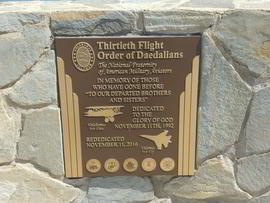 Thirtieth Flight
Order of Daedalians
The National Fraternity
of American Military Aviators
IN MEMORY OF THOSE
WHO HAVE GONE BEFORE
"TO OUR DEPARTED BROTHERS
AND SISTERS"
DEDICATED
TO THE
GLORY OF GOD
NOVEMBER 11TH, 1992
REDEDICATED
NOVEMBER 11, 2016